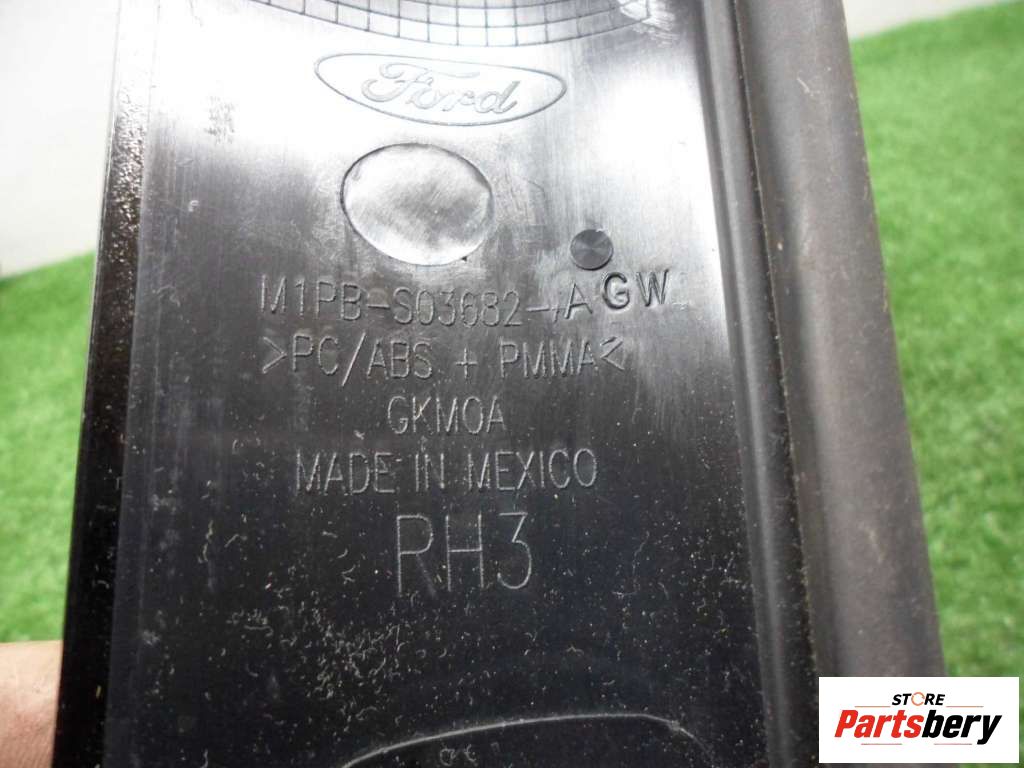 Ford
M1PB-S03682-AGW
>PC/ABS + PMMA<
GKMOA
MADE IN MEXICO
RH3
STORE
Partsbery